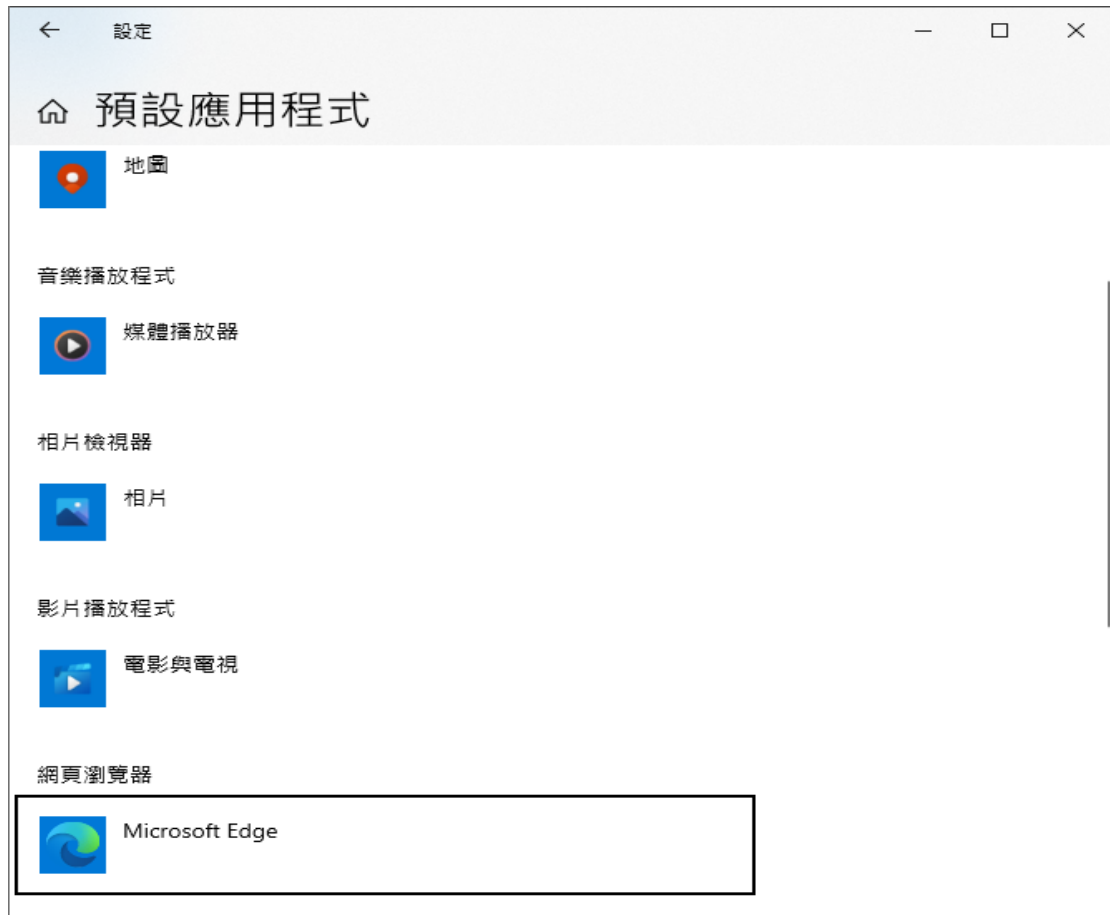 設定
預設應用程式
地圖
音樂播放程式
媒體播放器
相片檢視器
相片
影片播放程式
電影與電視
網頁瀏覽器
Microsoft Edge